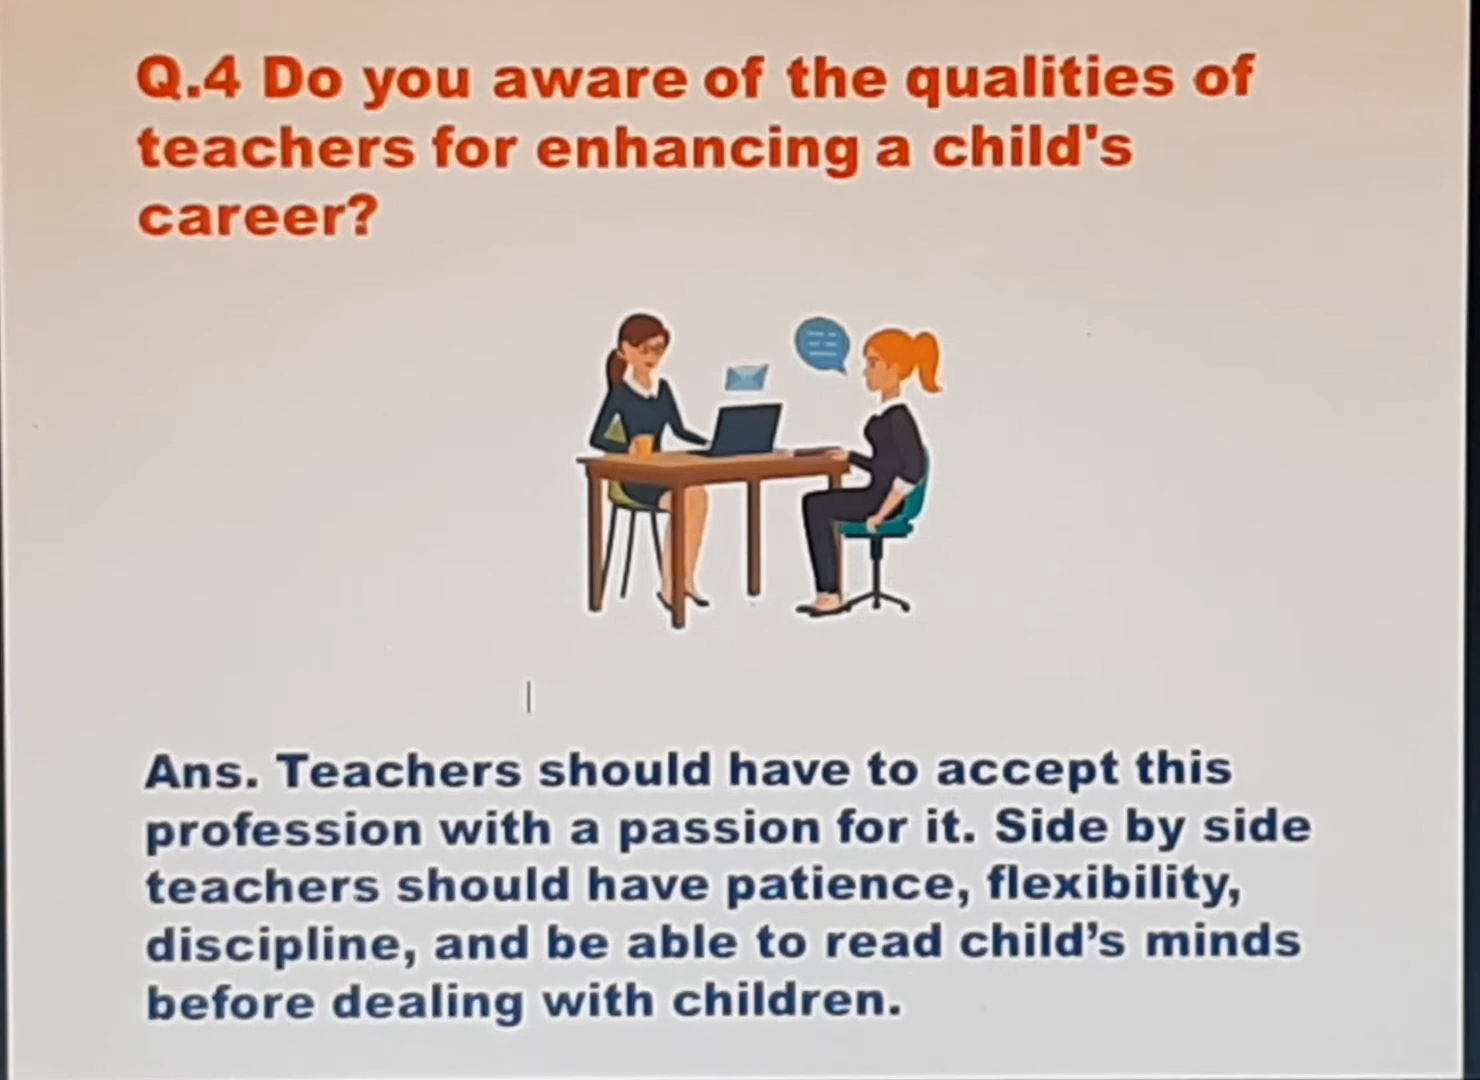 Q.4 Do you aware of the qualities of
teachers for enhancing a child's
career?
Ans. Teachers should have to accept this
profession with a passion for it. Side by side
teachers should have patience, flexibility,
discipline, and be able to read child’s minds
before dealing with children.